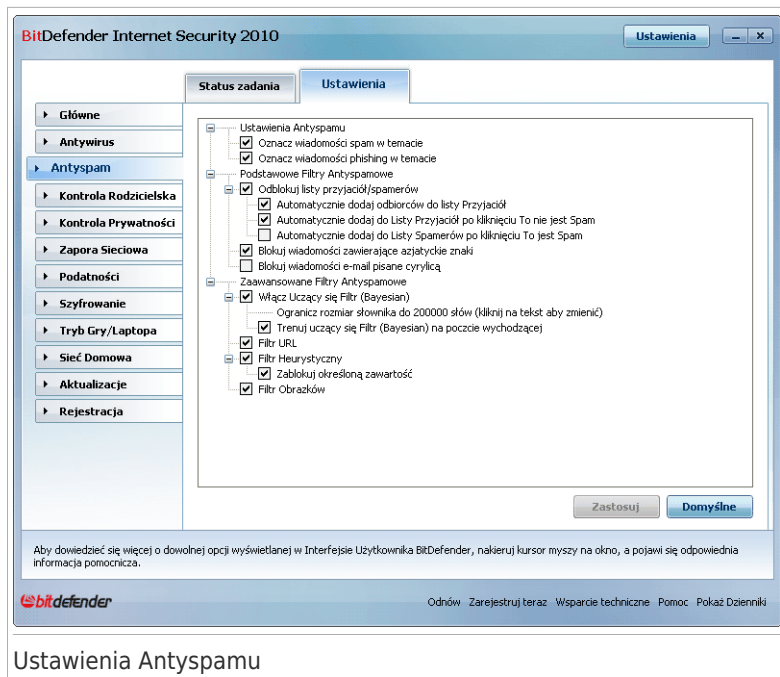 BitDefender Internet Security 2010
Ustawienia
Status zadania
Ustawienia
Główne
Antywirus
Antyspam
Kontrola Rodzicielska
Kontrola Prywatności
Zapora Sieciowa
Podatności
Szyfrowanie
Tryb Gry/Laptopa
Sieć Domowa
Aktualizacje
Rejestracja
Ustawienia Antyspamu
Oznacz wiadomości spam w temacie
Oznacz wiadomości phishing w temacie
Podstawowe Filtry Antyspamowe
Odblokuj listy przyjaciół/spamerów
Automatycznie dodaj odbiorców do listy Przyjaciół
Automatycznie dodaj do Listy Przyjaciół po kliknięciu To nie jest Spam
Automatycznie dodaj do Listy Spamerów po kliknięciu To jest Spam
Blokuj wiadomości zawierające azjatyckie znaki
Blokuj wiadomości e-mail pisane cyrylicą
Zaawansowane Filtry Antyspamowe
Włącz Uczący się Filtr (Bayesian)
Ogranicz rozmiar słownika do 200000 słów (kliknij na tekst aby zmienić)
Trenuj uczący się Filtr (Bayesian) na poczcie wychodzącej
Filtr URL
Filtr Heurystyczny
Zablokuj określoną zawartość
Filtr Obrazków
Zastosuj
Domyślne
Aby dowiedzieć się więcej o dowolnej opcji wyświetlanej w Interfejsie Użytkownika BitDefender, nakieruj kursor myszy na okno, a pojawi się odpowiednia
informacja pomocnicza.
bitdefender
Odnów Zarejestruj teraz Wsparcie techniczne Pomoc Pokaż Dzienniki
Ustawienia Antyspamu